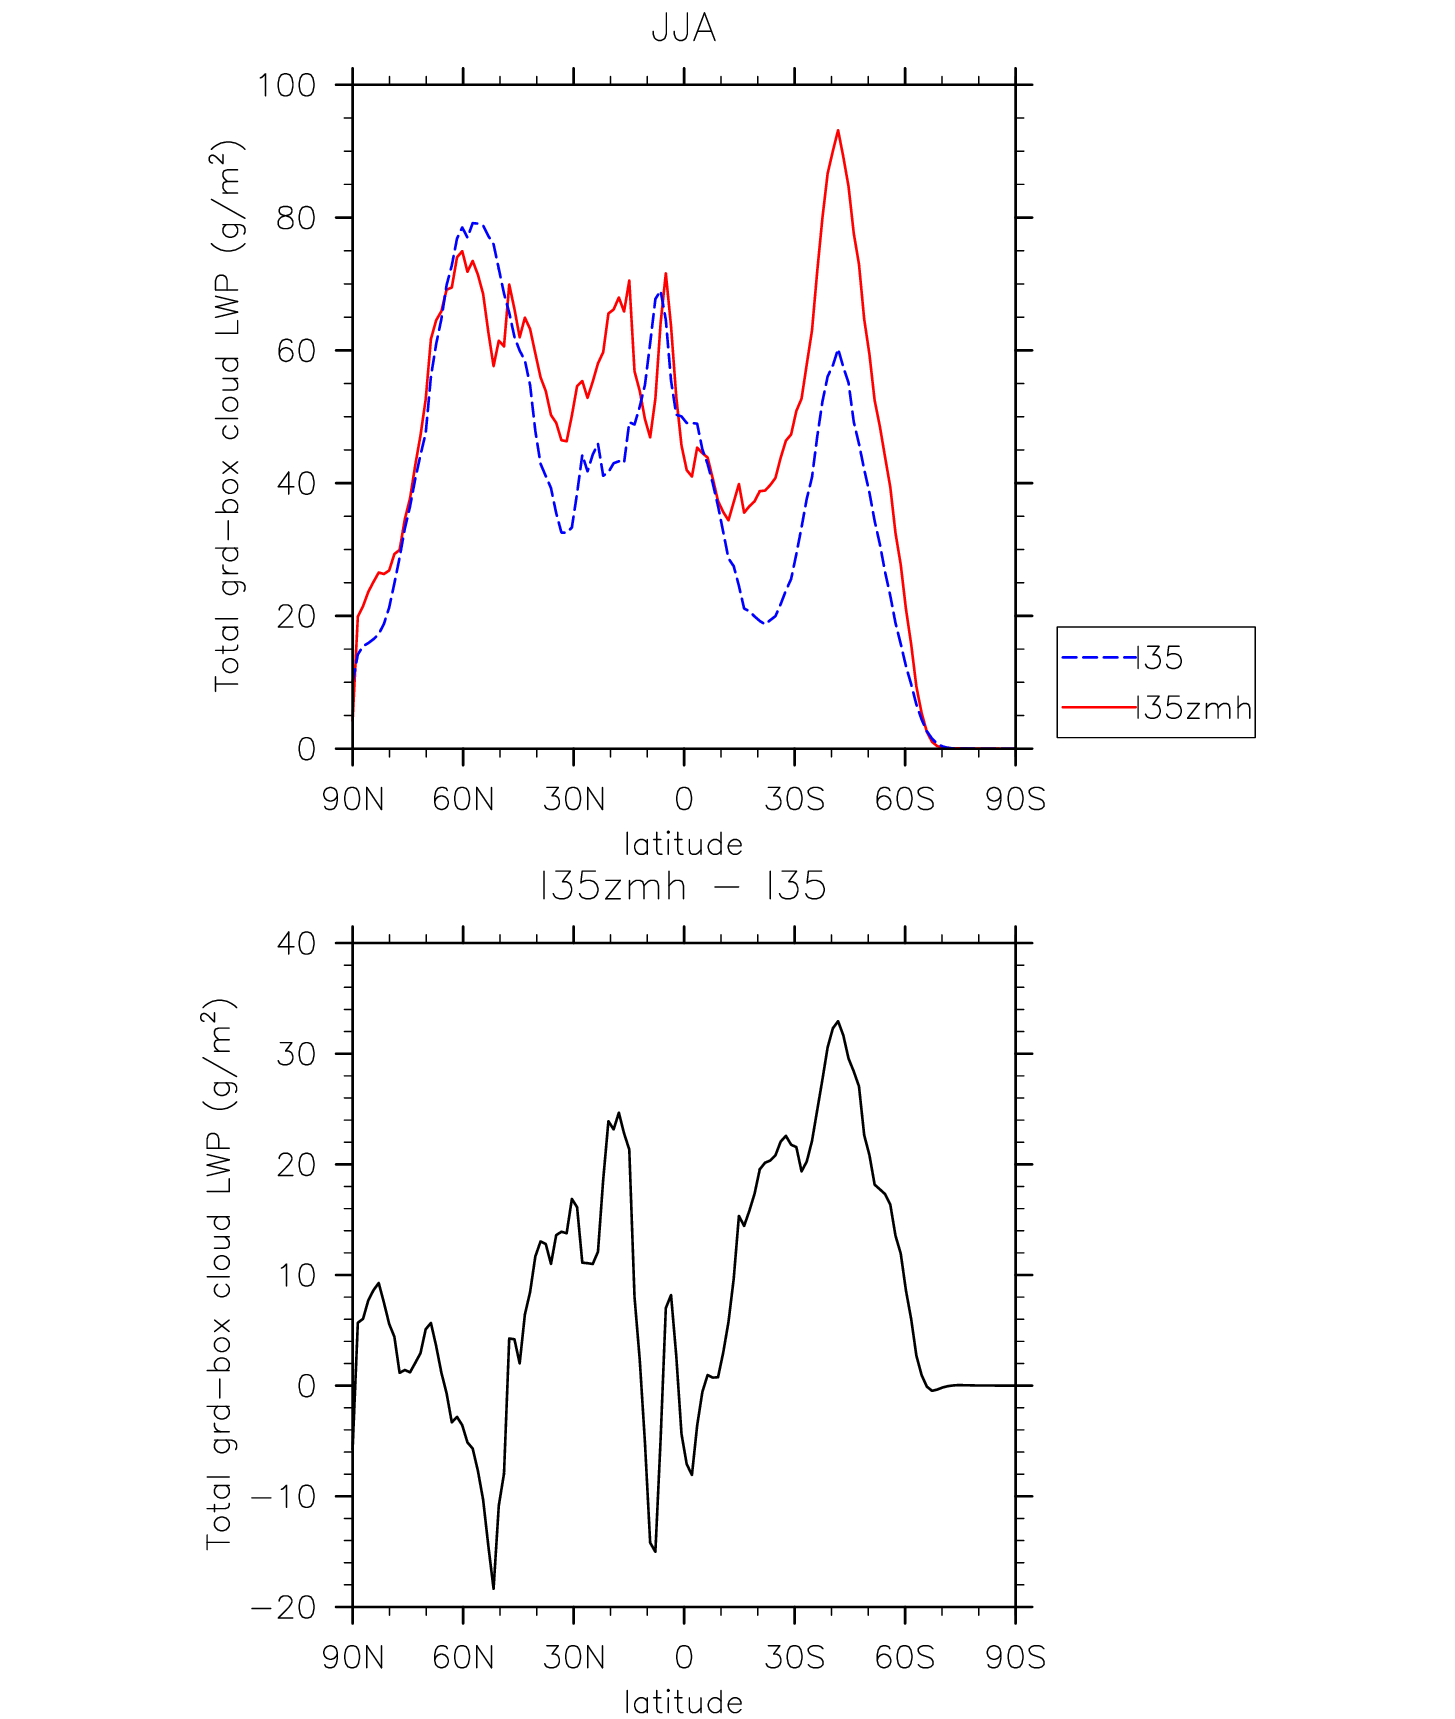 JJA
100
80
60
40
20
0
Total grd-box cloud LWP (g/m²)
90N 60N 30N 0 30S 60S 90S
latitude
I35
I35zmh
I35zmh - I35
40
30
20
10
0
-10
-20
Total grd-box cloud LWP (g/m²)
90N 60N 30N 0 30S 60S 90S
latitude